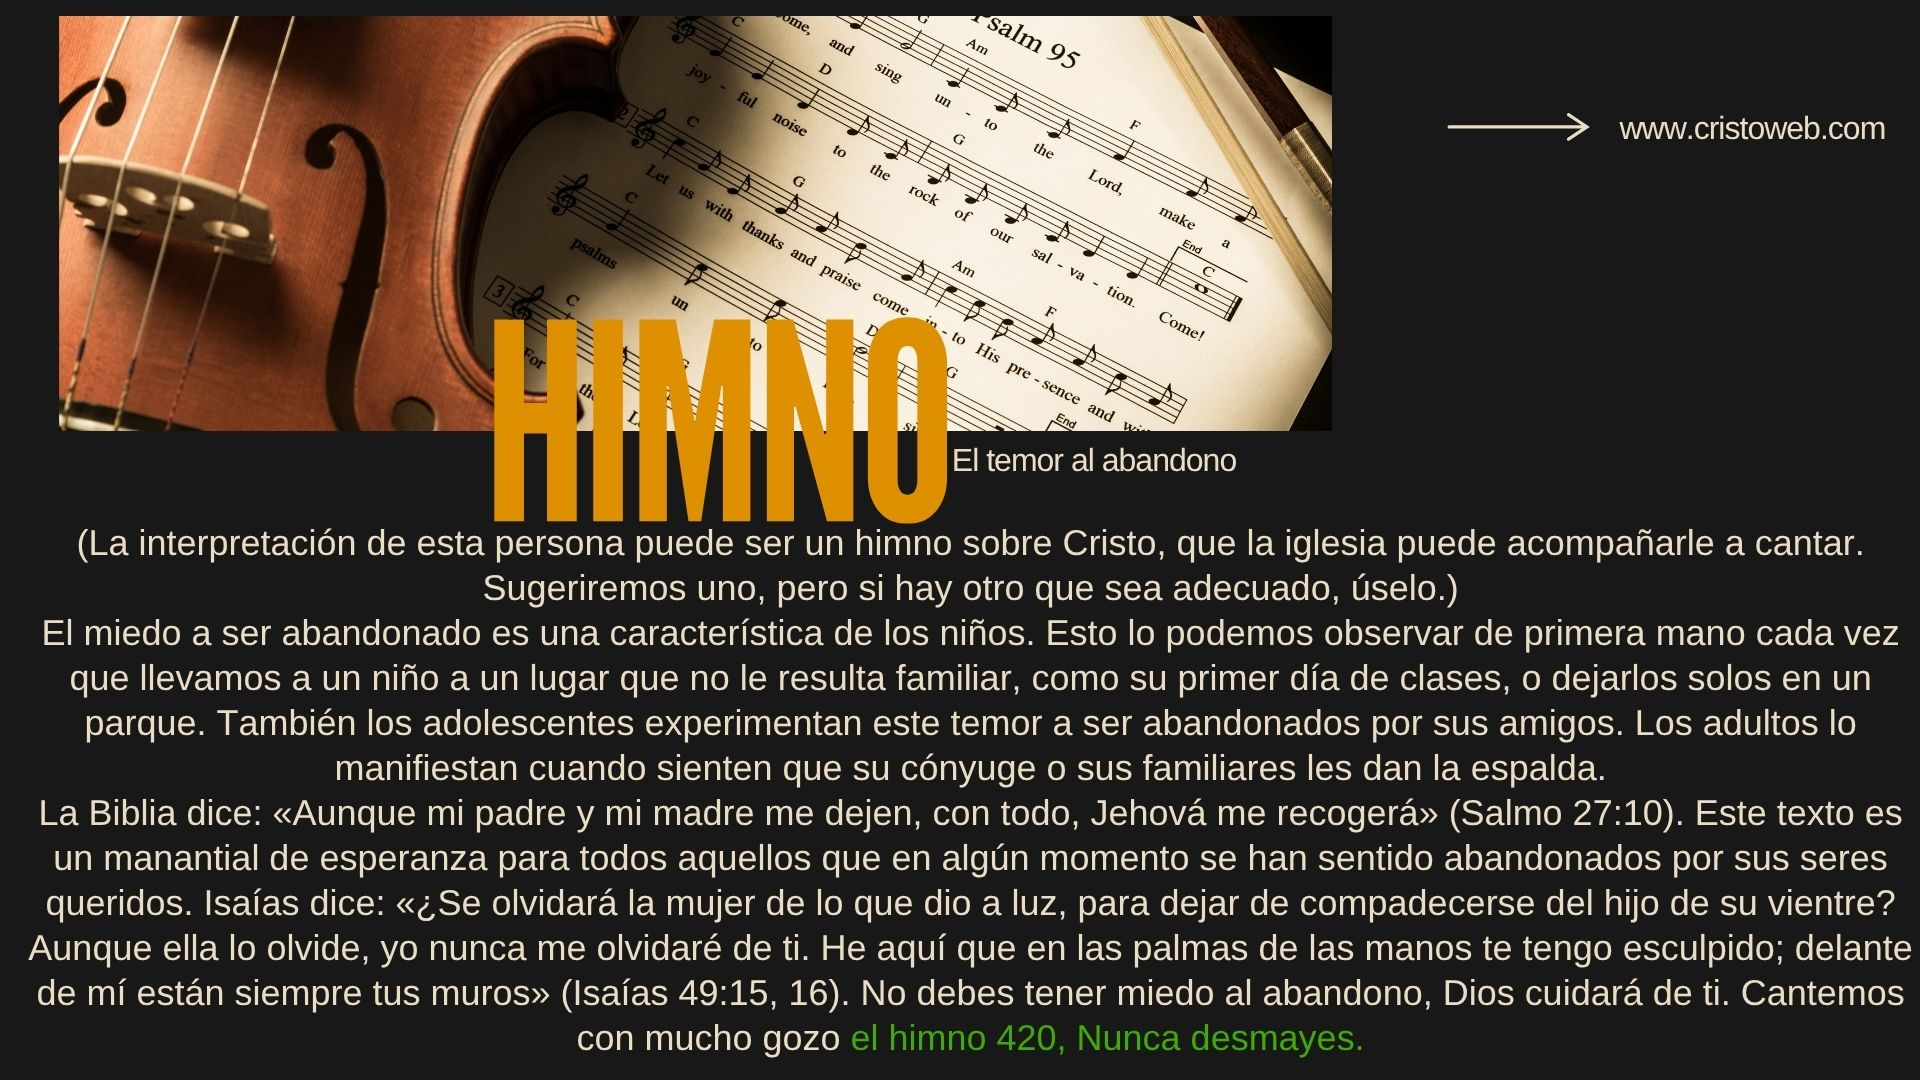 Psalm 95
come, and sing un - to the Lord, make a
joy - ful noise to the rock of our sal - va - tion. Come!
Let us with thanks and praise come in - to His pre - sence and
psalms un to
For
www.cristoweb.com
HIMNO
El temor al abandono
(La interpretación de esta persona puede ser un himno sobre Cristo, que la iglesia puede acompañarle a cantar.
Sugeriremos uno, pero si hay otro que sea adecuado, úselo.)
El miedo a ser abandonado es una característica de los niños. Esto lo podemos observar de primera mano cada vez
que llevamos a un niño a un lugar que no le resulta familiar, como su primer día de clases, o dejarlos solos en un
parque. También los adolescentes experimentan este temor a ser abandonados por sus amigos. Los adultos lo
manifiestan cuando sienten que su cónyuge o sus familiares les dan la espalda.
La Biblia dice: «Aunque mi padre y mi madre me dejen, con todo, Jehová me recogerá» (Salmo 27:10). Este texto es
un manantial de esperanza para todos aquellos que en algún momento se han sentido abandonados por sus seres
queridos. Isaías dice: «¿Se olvidará la mujer de lo que dio a luz, para dejar de compadecerse del hijo de su vientre?
Aunque ella lo olvide, yo nunca me olvidaré de ti. He aquí que en las palmas de las manos te tengo esculpido; delante
de mí están siempre tus muros» (Isaías 49:15, 16). No debes tener miedo al abandono, Dios cuidará de ti. Cantemos
con mucho gozo el himno 420, Nunca desmayes.